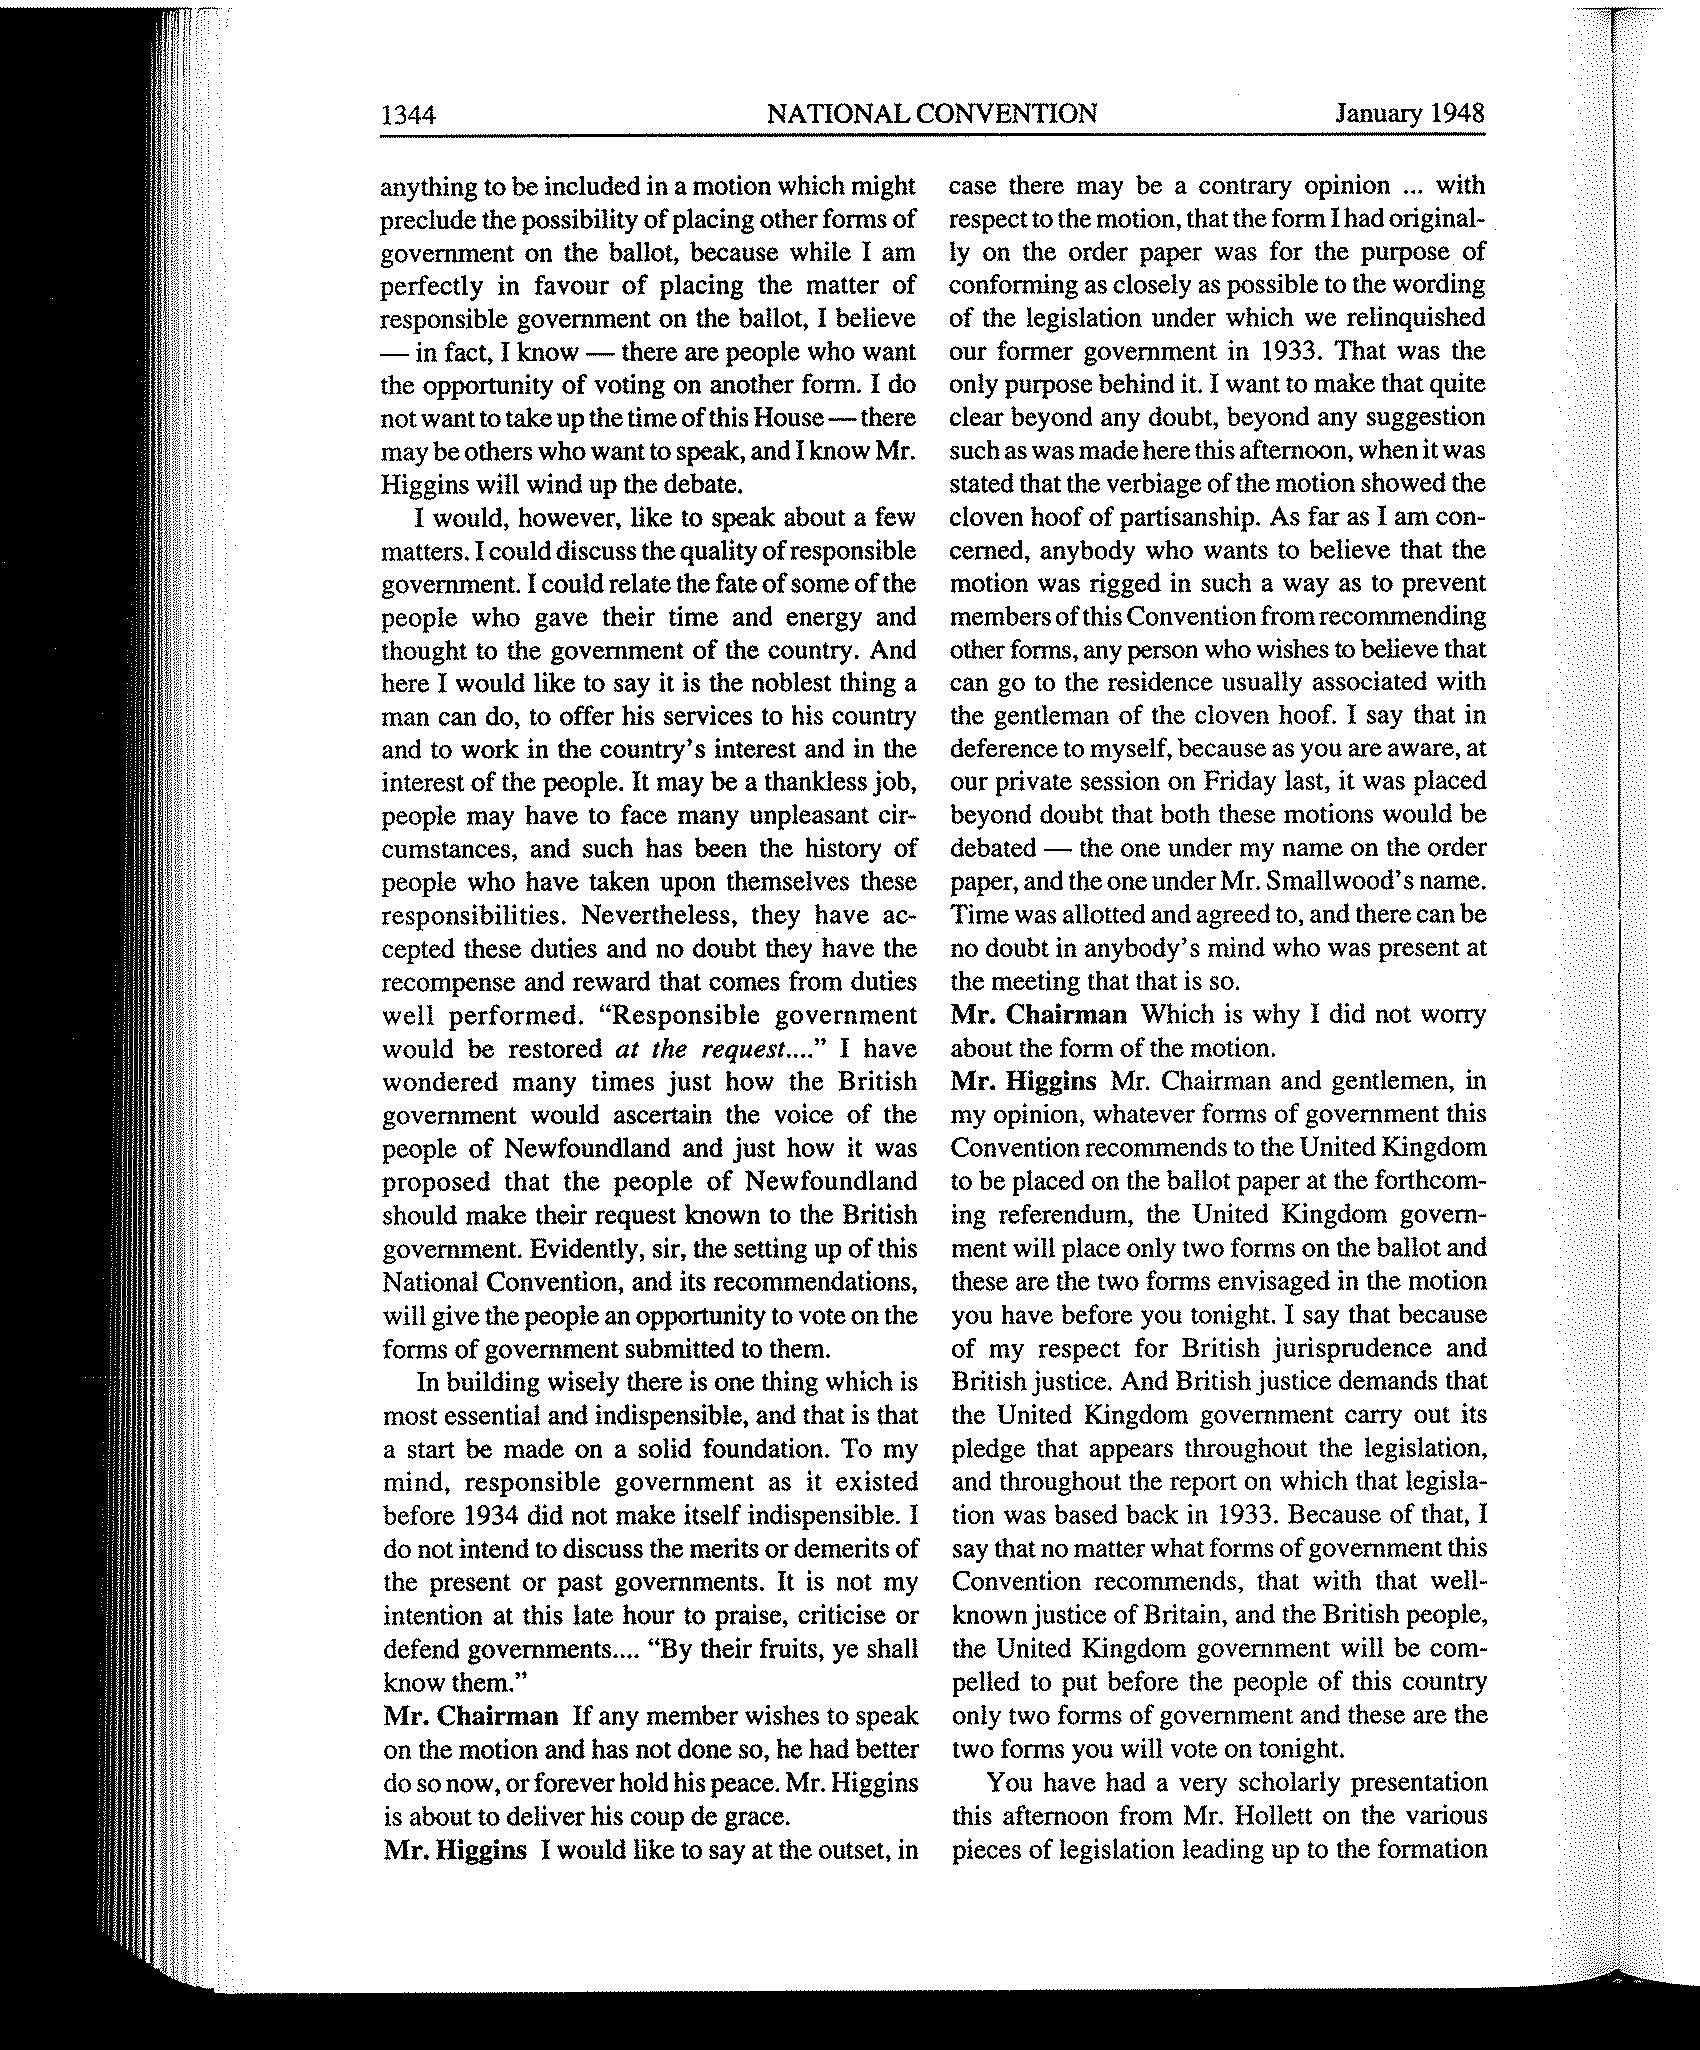 1344 NATIONAL CONVENTION January 1948
anything to be included in a motion which might
preclude the possibility of placing other forms of
government on the ballot, because while I am
perfectly in favour of placing the matter of
responsible government on the ballot, I believe
— in fact, I know — there are people who want
the opportunity of voting on another form. I do
not want to take up the time of this House — there
may be others who want to speak, and I know Mr.
Higgins will wind up the debate.
I would, however, like to speak about a few
matters. I could discuss the quality of responsible
government. I could relate the fate of some of the
people who gave their time and energy and
thought to the government of the country. And
here I would like to say it is the noblest thing a
man can do, to offer his services to his country
and to work in the country's interest and in the
interest of the people. It may be a thankless job,
people may have to face many unpleasant cir-
cumstances, and such has been the history of
people who have taken upon themselves these
responsibilities. Nevertheless, they have ac-
cepted these duties and no doubt they have the
recompense and reward that comes from duties
well performed. “Responsible government
would be restored at the request....” I have
wondered many times just how the British
government would ascertain the voice of the
people of Newfoundland and just how it was
proposed that the people of Newfoundland
should make their request known to the British
government. Evidently, sir, the setting up of this
National Convention, and its recommendations,
will give the people an opportunity to vote on the
forms of government submitted to them.
In building wisely there is one thing which is
most essential and indispensible, and that is that
a start be made on a solid foundation. To my
mind, responsible government as it existed
before 1934 did not make itself indispensible. I
do not intend to discuss the merits or demerits of
the present or past governments. It is not my
intention at this late hour to praise, criticise or
defend governments.... “By their fruits, ye shall
know them.”
Mr. Chairman If any member wishes to speak
on the motion and has not done so, he had better
do so now, or forever hold his peace. Mr. Higgins
is about to deliver his coup de grace.
Mr. Higgins I would like to say at the outset, in
case there may be a contrary opinion ... with
respect to the motion, that the form I had original-
ly on the order paper was for the purpose of
conforming as closely as possible to the wording
of the legislation under which we relinquished
our former government in 1933. That was the
only purpose behind it. I want to make that quite
clear beyond any doubt, beyond any suggestion
such as was made here this afternoon, when it was
stated that the verbiage of the motion showed the
cloven hoof of partisanship. As far as I am con-
cerned, anybody who wants to believe that the
motion was rigged in such a way as to prevent
members of this Convention from recommending
other forms, any person who wishes to believe that
can go to the residence usually associated with
the gentleman of the cloven hoof. I say that in
deference to myself, because as you are aware, at
our private session on Friday last, it was placed
beyond doubt that both these motions would be
debated — the one under my name on the order
paper, and the one under Mr. Smallwood's name.
Time was allotted and agreed to, and there can be
no doubt in anybody's mind who was present at
the meeting that that is so.
Mr. Chairman Which is why I did not worry
about the form of the motion.
Mr. Higgins Mr. Chairman and gentlemen, in
my opinion, whatever forms of government this
Convention recommends to the United Kingdom
to be placed on the ballot paper at the forthcom-
ing referendum, the United Kingdom govern-
ment will place only two forms on the ballot and
these are the two forms envisaged in the motion
you have before you tonight. I say that because
of my respect for British jurisprudence and
British justice. And British justice demands that
the United Kingdom government carry out its
pledge that appears throughout the legislation,
and throughout the report on which that legisla-
tion was based back in 1933. Because of that, I
say that no matter what forms of government this
Convention recommends, that with that well-
known justice of Britain, and the British people,
the United Kingdom government will be com-
pelled to put before the people of this country
only two forms of government and these are the
two forms you will vote on tonight.
You have had a very scholarly presentation
this afternoon from Mr. Hollett on the various
pieces of legislation leading up to the formation